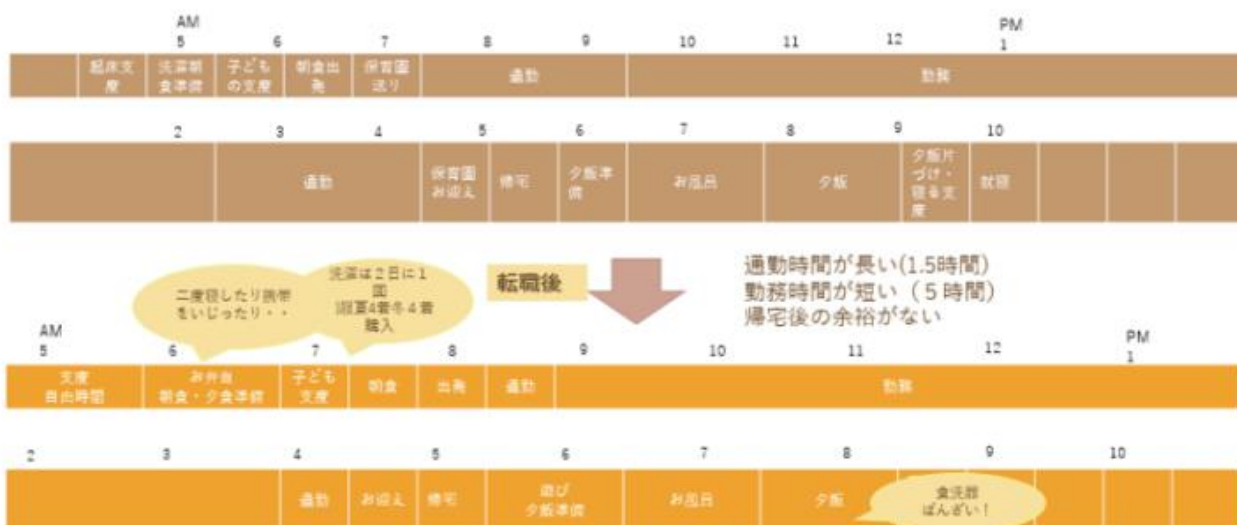 AM
5 6 7 8 9 10 11 12
PM
1
起床支
度
洗濯朝
食準備
子ども
の支度
朝食出
発
保育園
送り
通勤
勤務
2 3 4 5 6 7 8 9 10
通勤
保育園
お迎え
帰宅
夕飯準
備
お風呂
夕飯
夕飯片
づけ・
寝る支
度
就寝
二度寝したり携帯
をいじったり・・
洗濯は2日に1
回
夏4着冬4着
購入
転職後
通勤時間が長い(1.5時間)
勤務時間が短い（5時間）
帰宅後の余裕がない
AM
5 6 7 8 9 10 11 12
PM
1
支度
自由時間
お弁当
朝食・夕食準備
子ども
支度
朝食
出発
通勤
勤務
2 3 4 5 6 7 8 9 10
通勤
お迎え
帰宅
遊び
夕飯準備
お風呂
夕飯
食洗器
ばんざい！